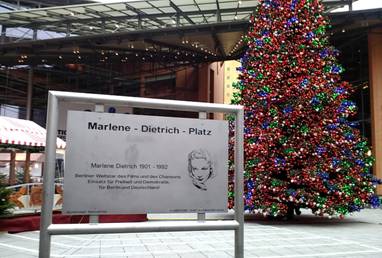 Marlene - Dietrich - Platz
Marlene Dietrich 1901 - 1992
Berliner Weltstar des Films und des Chansons
Einsatz für Freiheit und Demokratie,
für Berlin und Deutschland